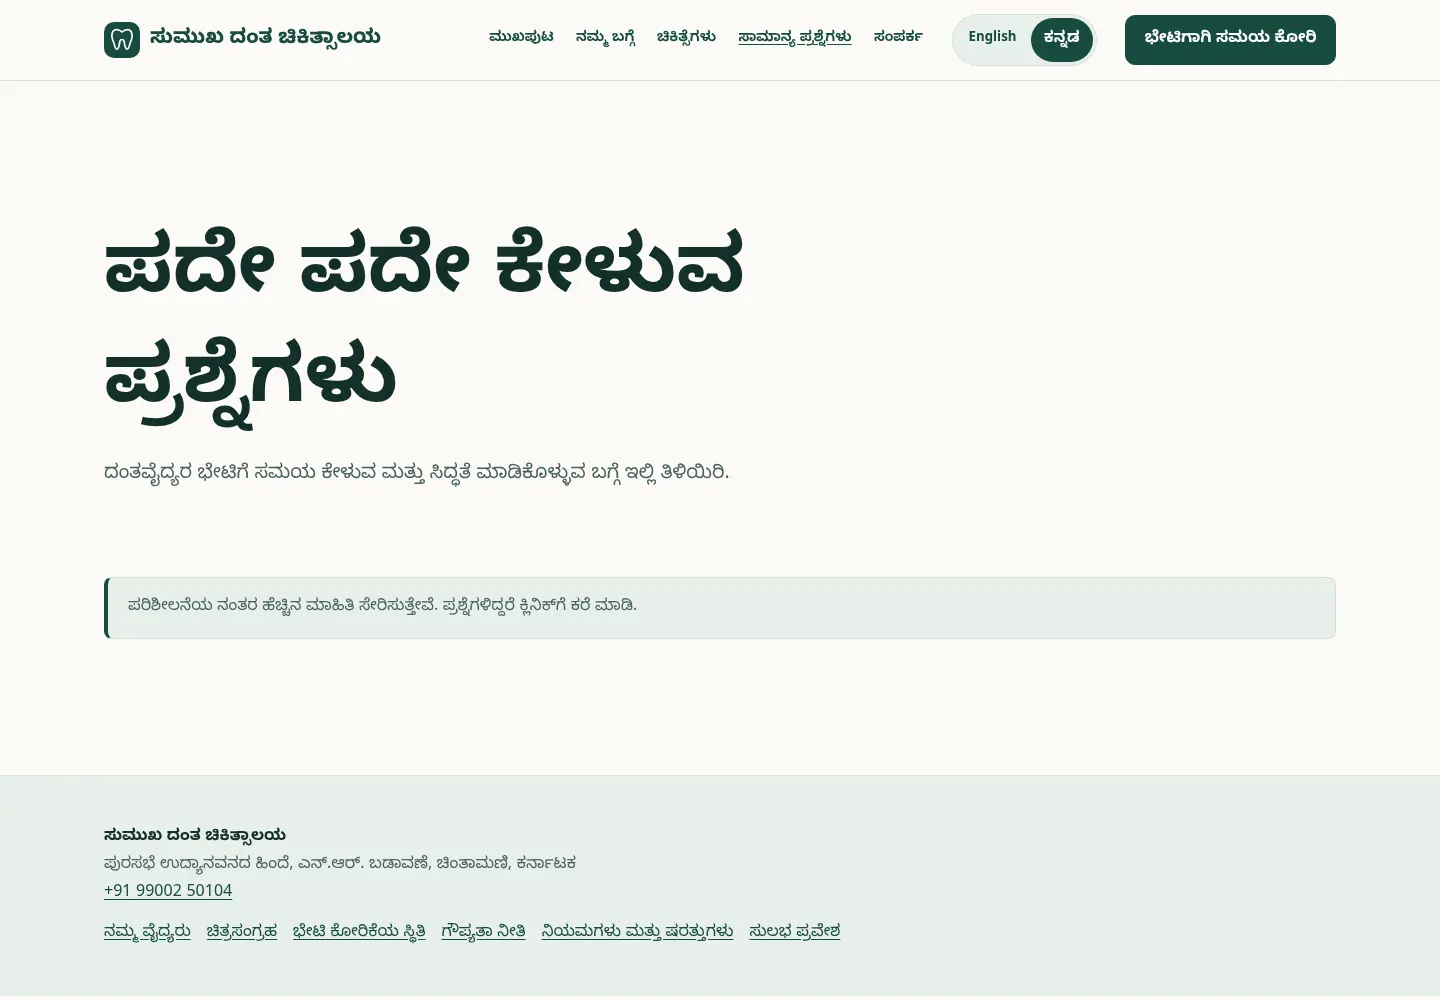 ಸುಮುಖ ದಂತ ಚಿಕಿತ್ಸಾಲಯ
ಮುಖಪುಟ
ನಮ್ಮ ಬಗ್ಗೆ
ಚಿಕಿತ್ಸೆಗಳು
ಸಾಮಾನ್ಯ ಪ್ರಶ್ನೆಗಳು
ಸಂಪರ್ಕ
English
ಕನ್ನಡ
ಭೇಟಿಗಾಗಿ ಸಮಯ ಕೋರಿ
ಪದೇ ಪದೇ ಕೇಳುವ
ಪ್ರಶ್ನೆಗಳು
ದಂತವೈದ್ಯರ ಭೇಟಿಗೆ ಸಮಯ ಕೇಳುವ ಮತ್ತು ಸಿದ್ಧತೆ ಮಾಡಿಕೊಳ್ಳುವ ಬಗ್ಗೆ ಇಲ್ಲಿ ತಿಳಿಯಿರಿ.
ಪರಿಶೀಲನೆಯ ನಂತರ ಹೆಚ್ಚಿನ ಮಾಹಿತಿ ಸೇರಿಸುತ್ತೇವೆ. ಪ್ರಶ್ನೆಗಳಿದ್ದರೆ ಕ್ಲಿನಿಕ್‌ಗೆ ಕರೆ ಮಾಡಿ.
ಸುಮುಖ ದಂತ ಚಿಕಿತ್ಸಾಲಯ
ಪುರಸಭೆ ಉದ್ಯಾನವನದ ಹಿಂದೆ, ಎನ್.ಆರ್. ಬಡಾವಣೆ, ಚಿಂತಾಮಣಿ, ಕರ್ನಾಟಕ
+91 99002 50104
ನಮ್ಮ ವೈದ್ಯರು
ಚಿತ್ರಸಂಗ್ರಹ
ಭೇಟಿ ಕೋರಿಕೆಯ ಸ್ಥಿತಿ
ಗೌಪ್ಯತಾ ನೀತಿ
ನಿಯಮಗಳು ಮತ್ತು ಷರತ್ತುಗಳು
ಸುಲಭ ಪ್ರವೇಶ